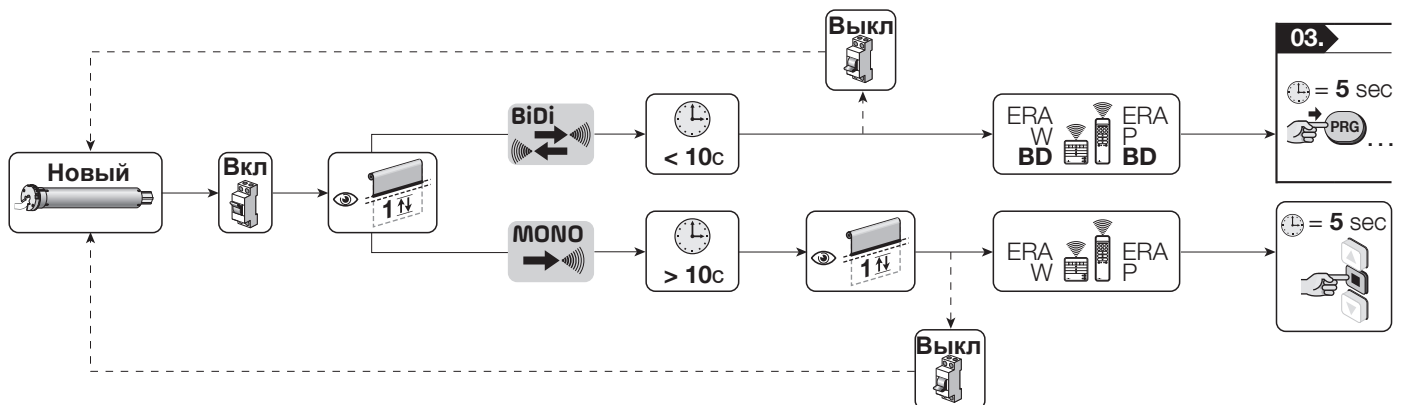 Выкл
03.
= 5 sec
PRG
...
BiDi
< 10с
ERA
W
BD
ERA
P
BD
Новый
Вкл
1
MONO
> 10с
1
ERA
W
ERA
P
= 5 sec
Выкл